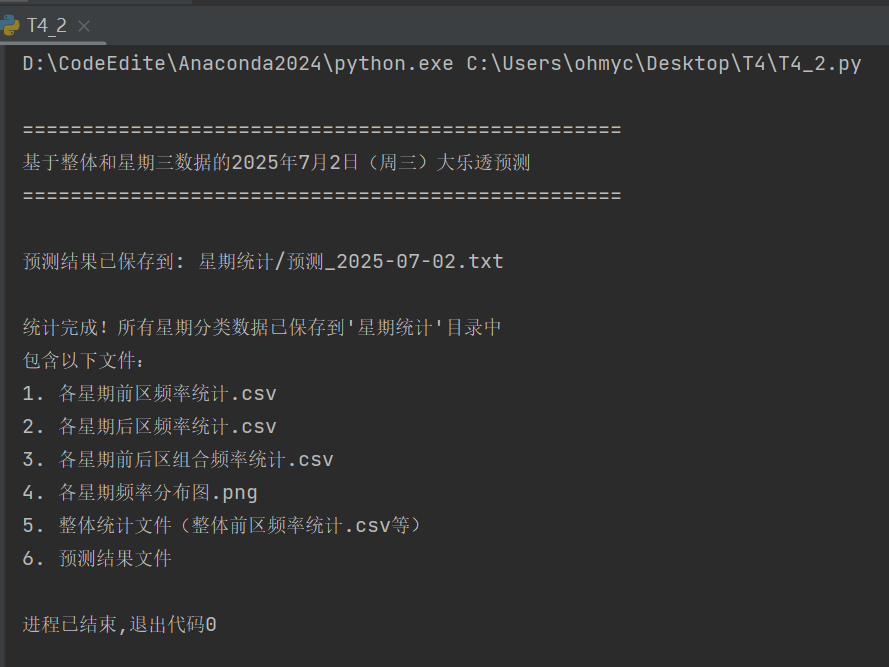 T4_2
D:\CodeEdite\Anaconda2024\python.exe C:\Users\ohmyc\Desktop\T4\T4_2.py
==================================================
基于整体和星期三数据的2025年7月2日（周三）大乐透预测
==================================================
预测结果已保存到: 星期统计/预测_2025-07-02.txt
统计完成！所有星期分类数据已保存到'星期统计'目录中
包含以下文件：
1. 各星期前区频率统计.csv
2. 各星期后区频率统计.csv
3. 各星期前后区组合频率统计.csv
4. 各星期频率分布图.png
5. 整体统计文件（整体前区频率统计.csv等）
6. 预测结果文件
进程已结束,退出代码0